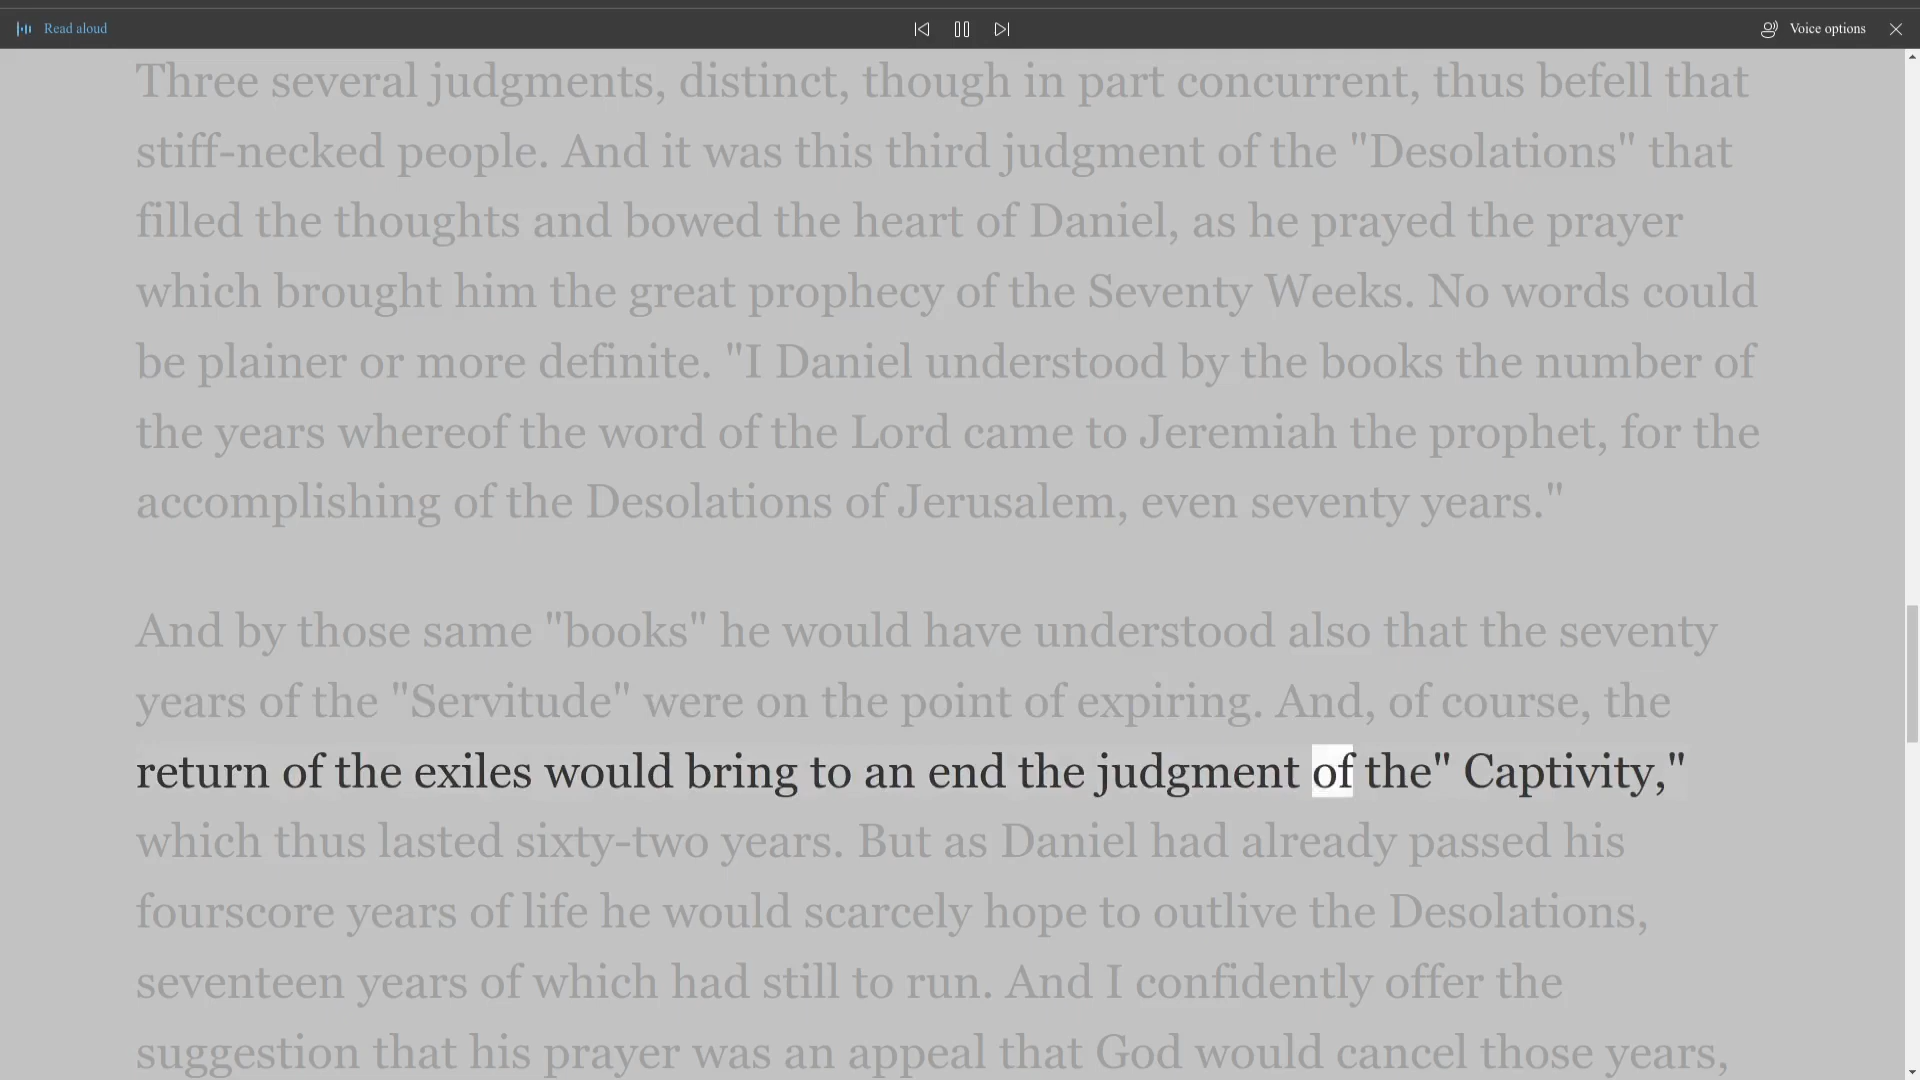 Read aloud
Voice options
Three several judgments, distinct, though in part concurrent, thus befell that
stiff-necked people. And it was this third judgment of the "Desolations" that
filled the thoughts and bowed the heart of Daniel, as he prayed the prayer
which brought him the great prophecy of the Seventy Weeks. No words could
be plainer or more definite. "I Daniel understood by the books the number of
the years whereof the word of the Lord came to Jeremiah the prophet, for the
accomplishing of the Desolations of Jerusalem, even seventy years."
And by those same "books" he would have understood also that the seventy
years of the "Servitude" were on the point of expiring. And, of course, the
return of the exiles would bring to an end the judgment of the" Captivity,"
which thus lasted sixty-two years. But as Daniel had already passed his
fourscore years of life he would scarcely hope to outlive the Desolations,
seventeen years of which had still to run. And I confidently offer the
suggestion that his prayer was an appeal that God would cancel those years,